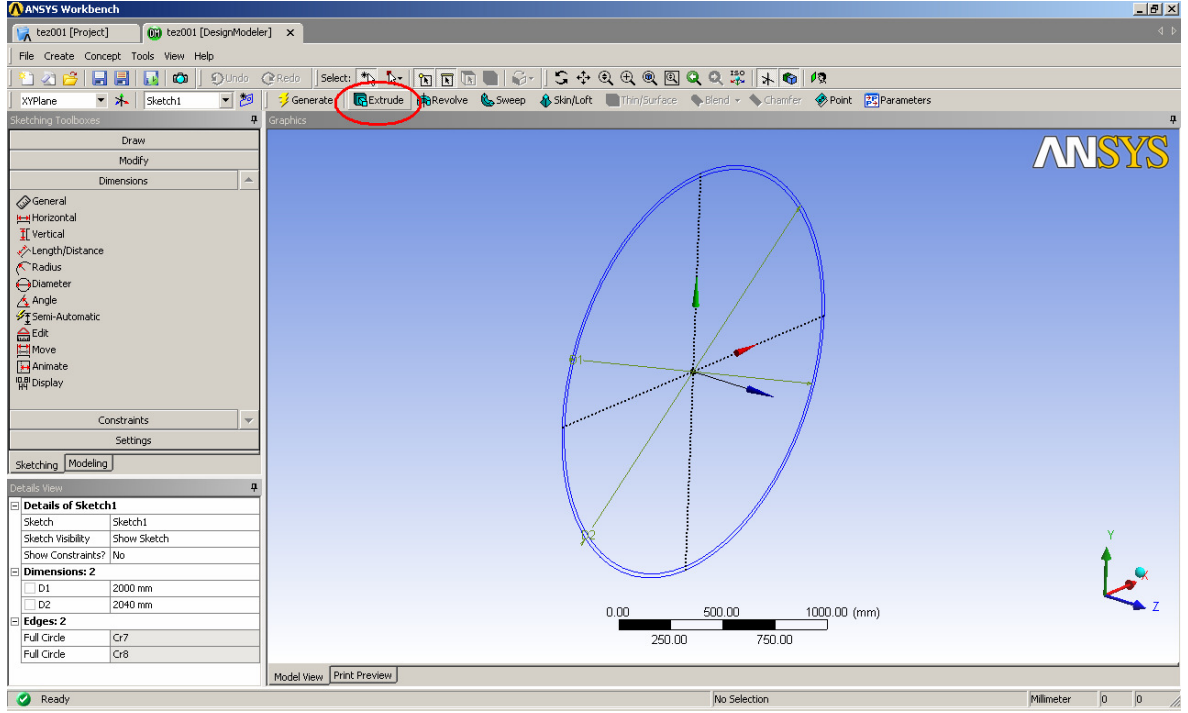 ANSYS Workbench
tez001 [Project] tez001 [DesignModeler]
File Create Concept Tools View Help
Undo Redo Select:
XYPlane Sketch1 Generate Extrude Revolve Sweep Skin/Loft Thin/Surface Blend Chamfer Point Parameters
Sketching Toolboxes
Graphics
Draw
Modify
Dimensions
General
Horizontal
Vertical
Length/Distance
Radius
Diameter
Angle
Semi-Automatic
Edit
Move
Animate
Display
Constraints
Settings
Sketching Modeling
Details View
Details of Sketch1
Sketch Sketch1
Sketch Visibility Show Sketch
Show Constraints? No
Dimensions: 2
D1 2000 mm
D2 2040 mm
Edges: 2
Full Circle Cr7
Full Circle Cr8
ANSYS
D1
D2
0.00 500.00 1000.00 (mm)
250.00 750.00
Y
X
Z
Model View Print Preview
Ready No Selection Millimeter 0 0